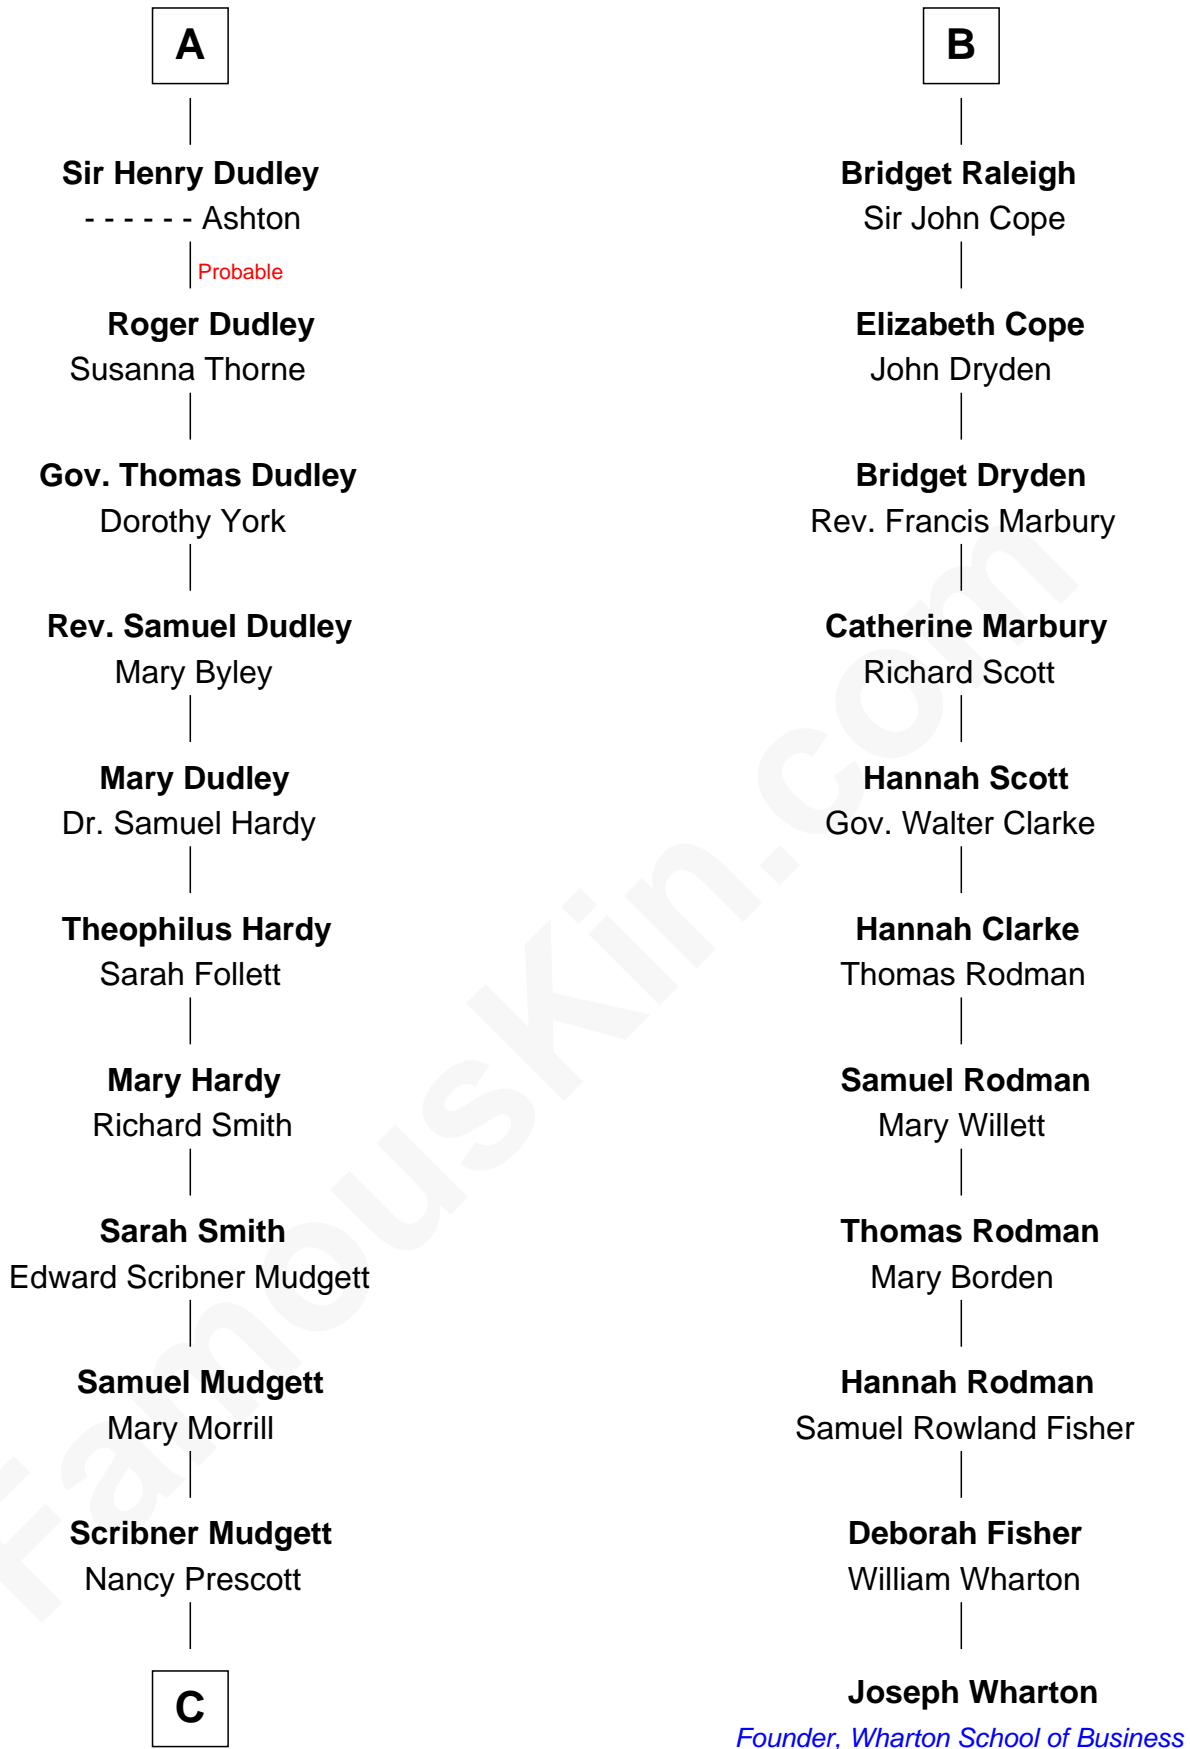 A
Sir Henry Dudley
- - - - - - Ashton
Probable
Roger Dudley
Susanna Thorne
Gov. Thomas Dudley
Dorothy York
Rev. Samuel Dudley
Mary Byley
Mary Dudley
Dr. Samuel Hardy
Theophilus Hardy
Sarah Follett
Mary Hardy
Richard Smith
Sarah Smith
Edward Scribner Mudgett
Samuel Mudgett
Mary Morrill
Scribner Mudgett
Nancy Prescott
C
B
Bridget Raleigh
Sir John Cope
Elizabeth Cope
John Dryden
Bridget Dryden
Rev. Francis Marbury
Catherine Marbury
Richard Scott
Hannah Scott
Gov. Walter Clarke
Hannah Clarke
Thomas Rodman
Samuel Rodman
Mary Willett
Thomas Rodman
Mary Borden
Hannah Rodman
Samuel Rowland Fisher
Deborah Fisher
William Wharton
Joseph Wharton
Founder, Wharton School of Business
FamousKin.com